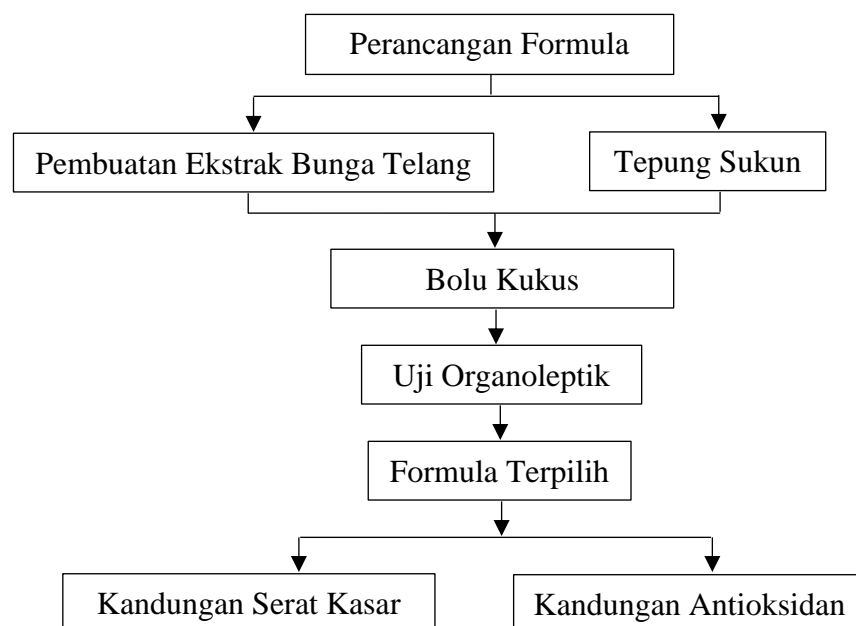 Perancangan Formula
Pembuatan Ekstrak Bunga Telang
Tepung Sukun
Bolu Kukus
Uji Organoleptik
Formula Terpilih
Kandungan Serat Kasar
Kandungan Antioksidan